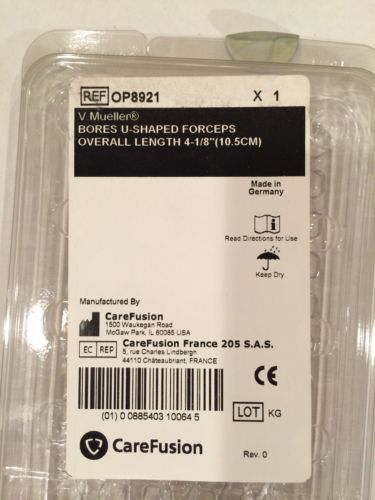 REF OP8921 X 1
V.Mueller®
BORES U-SHAPED FORCEPS
OVERALL LENGTH 4-1/8"(10.5CM)
Made in
Germany
Read Directions for Use
Keep Dry
Manufactured By
CareFusion
1500 Waukegan Road
McGaw Park, IL 60085 USA
EC REP CareFusion France 205 S.A.S.
5, rue Charles Lindbergh
44110 Châteaubriant, FRANCE
CE
(01) 0 0885403 10064 5
LOT KG
CareFusion
Rev. 0